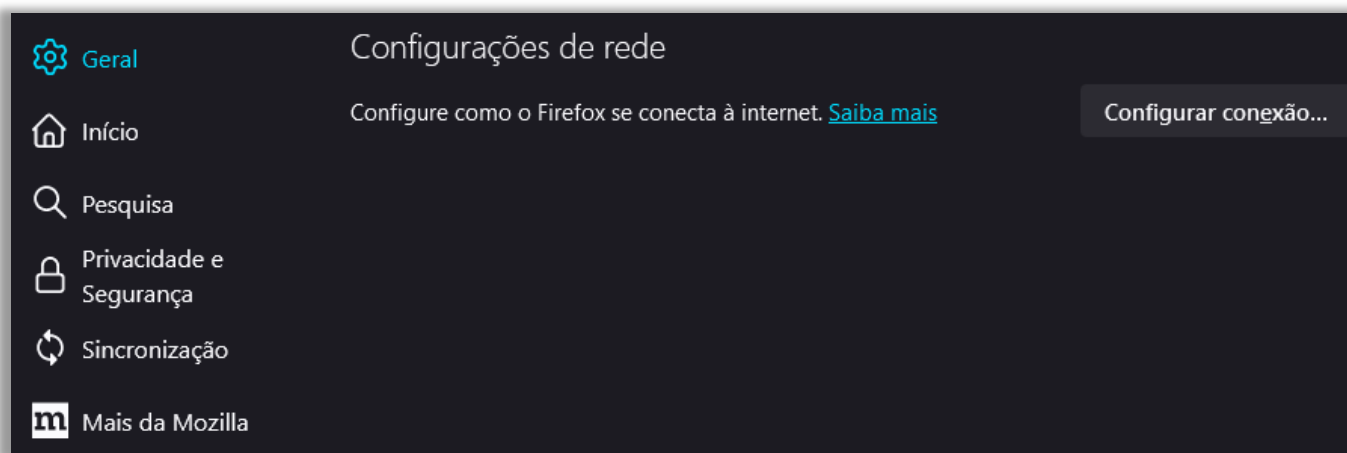 Geral
Início
Pesquisa
Privacidade e
Segurança
Sincronização
m Mais da Mozilla
Configurações de rede
Configure como o Firefox se conecta à internet. Saiba mais
Configurar conexão...